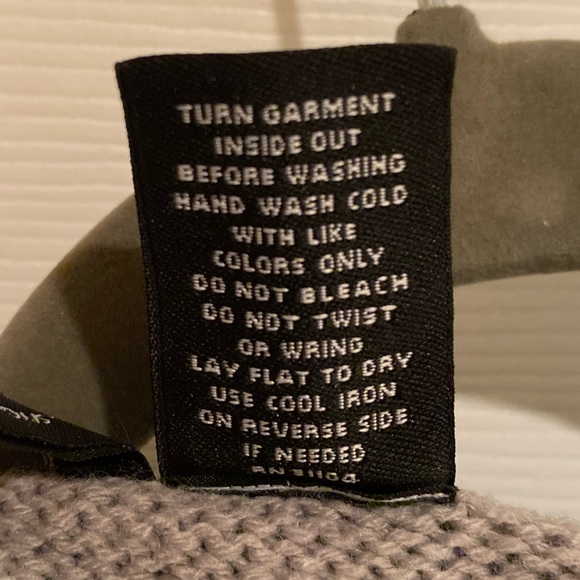 TURN GARMENT
INSIDE OUT
BEFORE WASHING
HAND WASH COLD
WITH LIKE
COLORS ONLY
DO NOT BLEACH
DO NOT TWIST
OR WRING
LAY FLAT TO DRY
USE COOL IRON
ON REVERSE SIDE
IF NEEDED